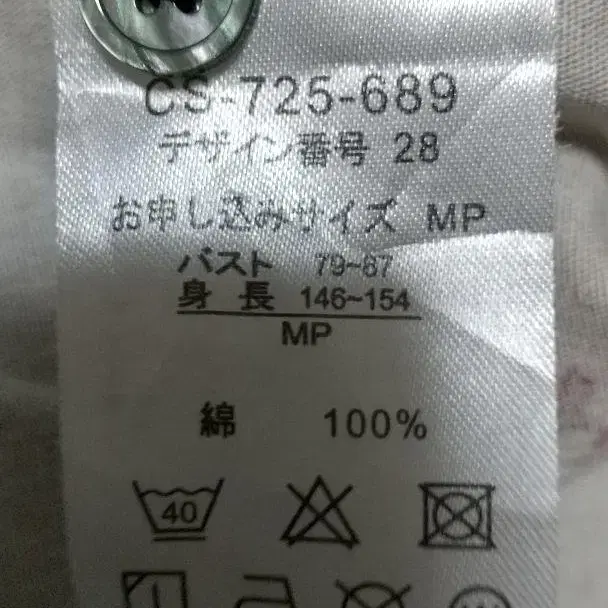 CS-725-689
デザイン番号 28
お申し込みサイズ MP
バスト 79~87
身 長 146~154
MP
綿 100%
40